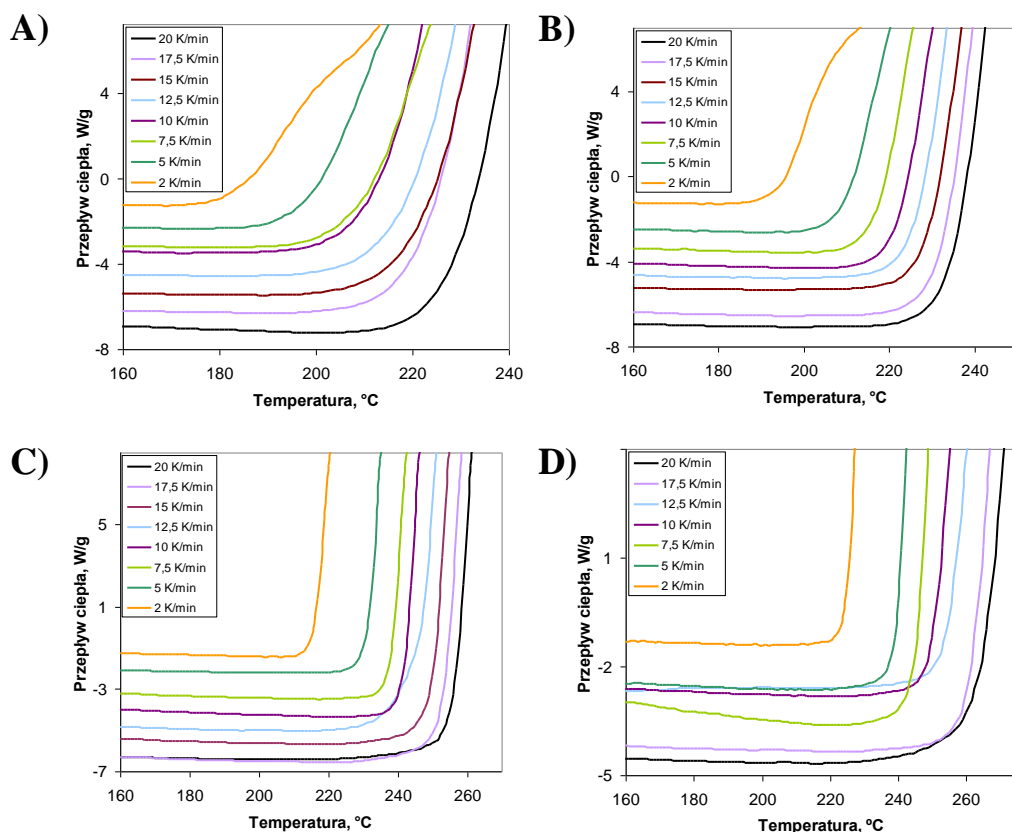 A)
20 K/min
17,5 K/min
15 K/min
12,5 K/min
10 K/min
7,5 K/min
5 K/min
2 K/min
Przepływ ciepła, W/g
4
0
-4
-8
160 180 200 220 240
Temperatura, °C
B)
20 K/min
17,5 K/min
15 K/min
12,5 K/min
10 K/min
7,5 K/min
5 K/min
2 K/min
Przepływ ciepła, W/g
4
0
-4
-8
160 180 200 220 240
Temperatura, °C
C)
20 K/min
17,5 K/min
15 K/min
12,5 K/min
10 K/min
7,5 K/min
5 K/min
2 K/min
Przepływ ciepła, W/g
5
1
-3
-7
160 180 200 220 240 260
Temperatura, ºC
D)
20 K/min
17,5 K/min
12,5 K/min
10 K/min
7,5 K/min
5 K/min
2 K/min
Przepływ ciepła, W/g
1
-2
-5
160 180 200 220 240 260
Temperatura, °C